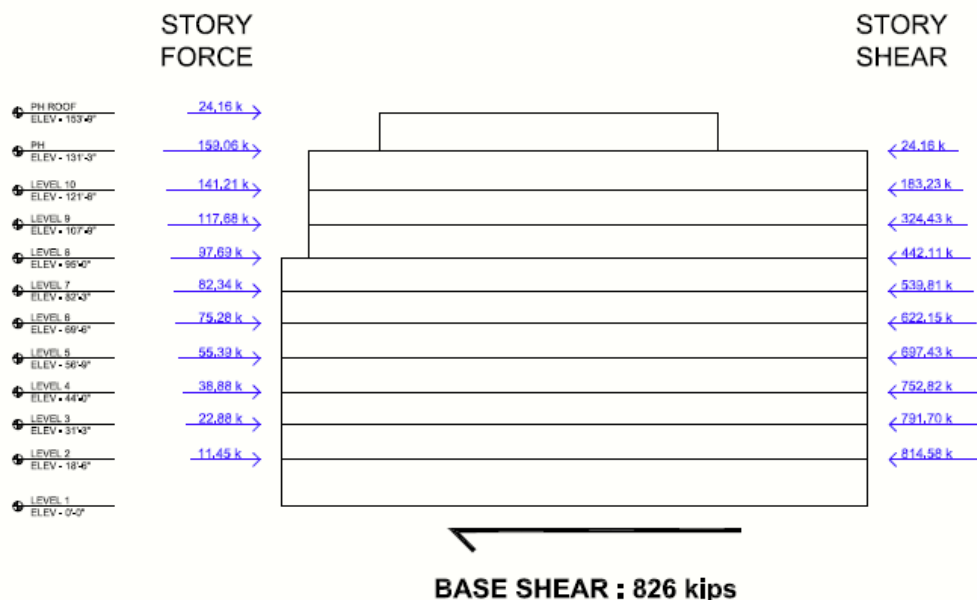 STORY
FORCE
STORY
SHEAR
PH ROOF
ELEV - 153'-9"
24.16 k
PH
ELEV - 131'-3"
159.06 k
24.16 k
LEVEL 10
ELEV - 121'-6"
141.21 k
183.23 k
LEVEL 9
ELEV - 107'-9"
117.68 k
324.43 k
LEVEL 8
ELEV - 95'-0"
97.69 k
442.11 k
LEVEL 7
ELEV - 82'-3"
82.34 k
539.81 k
LEVEL 6
ELEV - 69'-6"
75.28 k
622.15 k
LEVEL 5
ELEV - 56'-9"
55.39 k
697.43 k
LEVEL 4
ELEV - 44'-0"
38.88 k
752.82 k
LEVEL 3
ELEV - 31'-3"
22.88 k
791.70 k
LEVEL 2
ELEV - 18'-6"
11.45 k
814.58 k
LEVEL 1
ELEV - 0'-0"
BASE SHEAR : 826 kips